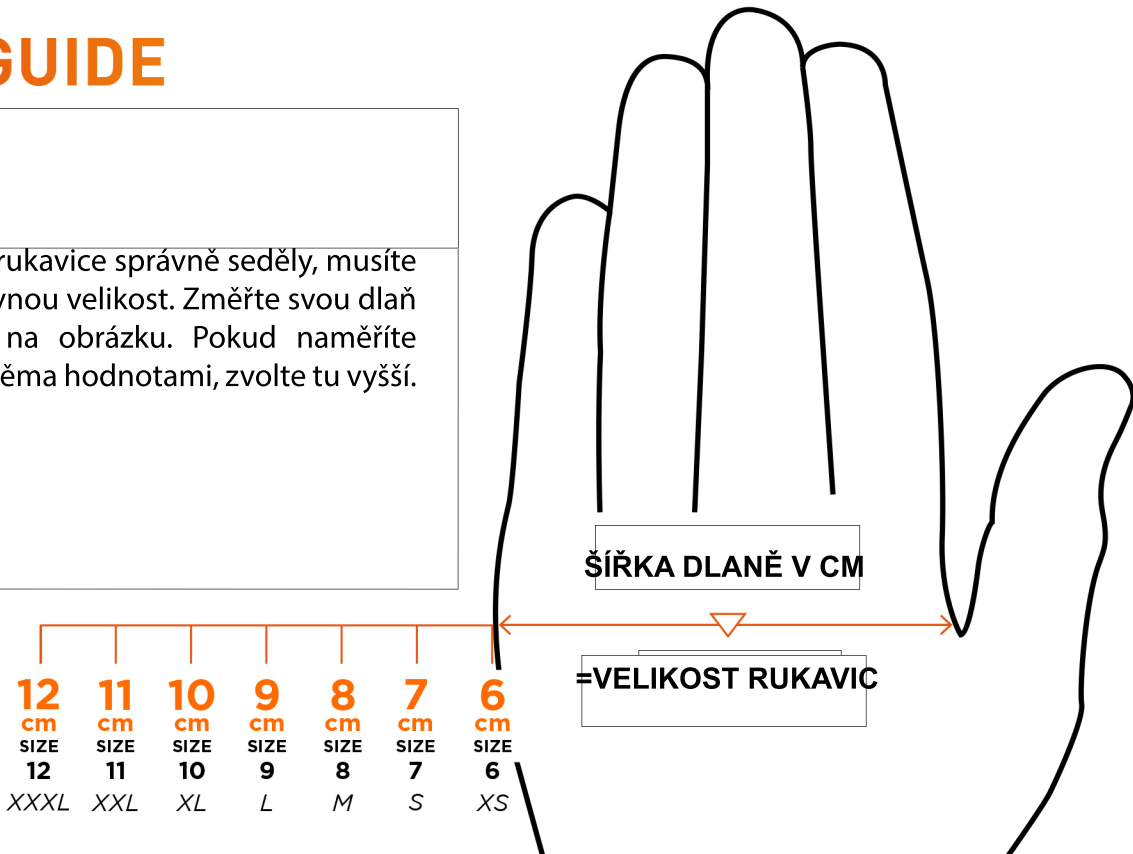 GUIDE
rukavice správně seděly, musíte
vnou velikost. Změřte svou dlaň
na obrázku. Pokud naměříte
ěma hodnotami, zvolte tu vyšší.
ŠÍŘKA DLANĚ V CM
=VELIKOST RUKAVIC
12 11 10 9 8 7 6
cm cm cm cm cm cm cm
SIZE SIZE SIZE SIZE SIZE SIZE SIZE
12 11 10 9 8 7 6
XXXL XXL XL L M S XS